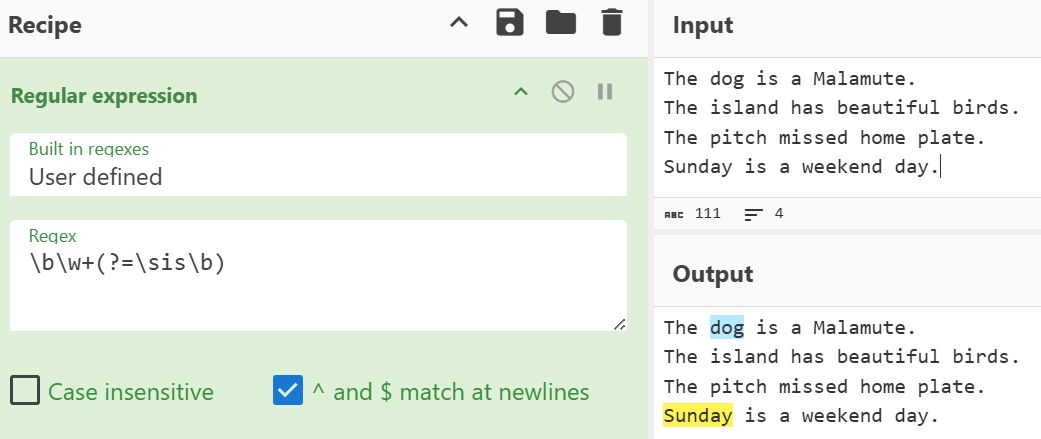 Recipe
Regular expression
Built in regexes
User defined
Regex
\b\w+(?=\sis\b)
Case insensitive
^ and $ match at newlines
Input
The dog is a Malamute.
The island has beautiful birds.
The pitch missed home plate.
Sunday is a weekend day.
ABC 111 4
Output
The dog is a Malamute.
The island has beautiful birds.
The pitch missed home plate.
Sunday is a weekend day.